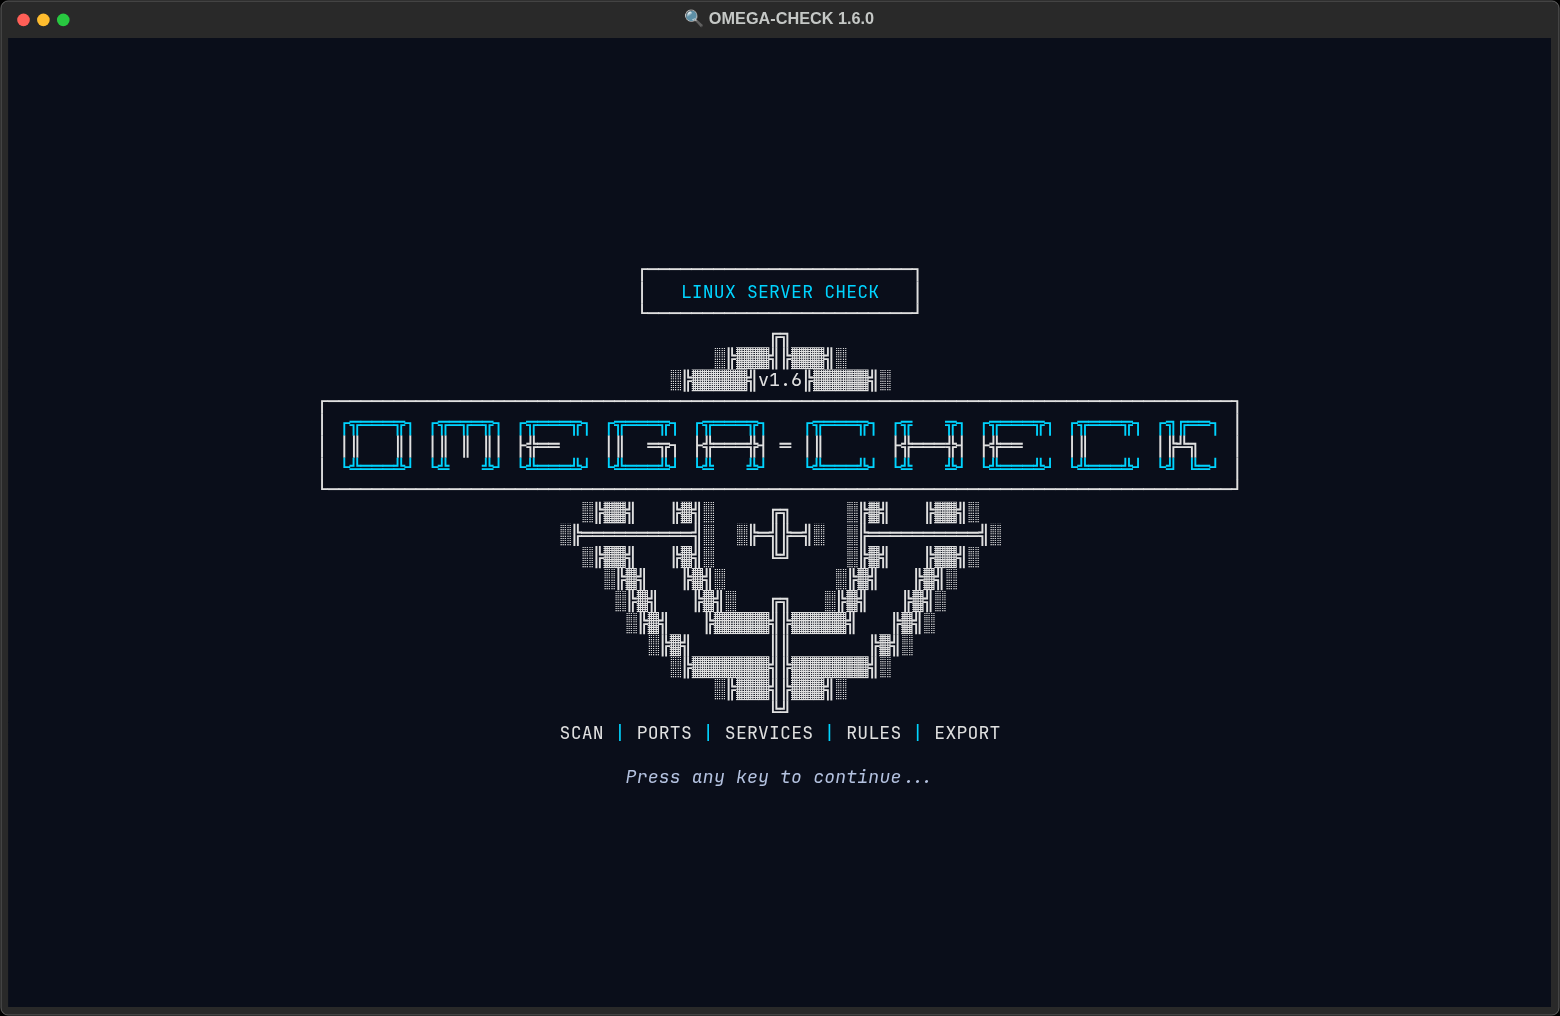 🔍 OMEGA-CHECK 1.6.0
LINUX SERVER CHECK
v1.6
OMEGA-CHECK
SCAN | PORTS | SERVICES | RULES | EXPORT
Press any key to continue...